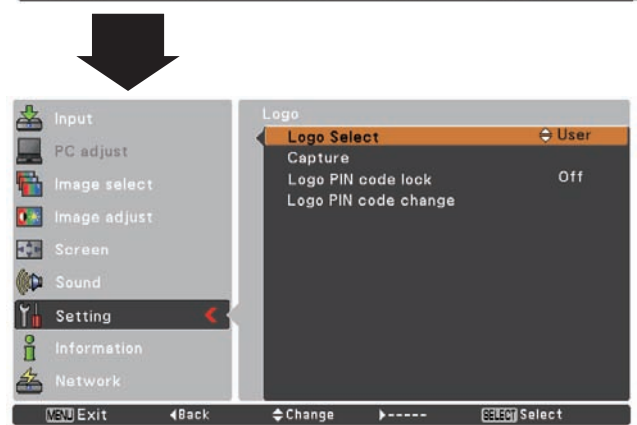 Input
PC adjust
Image select
Image adjust
Screen
Sound
Setting
Information
Network
Logo
Logo Select User
Capture
Logo PIN code lock Off
Logo PIN code change
MENU Exit Back Change ----- SELECT Select